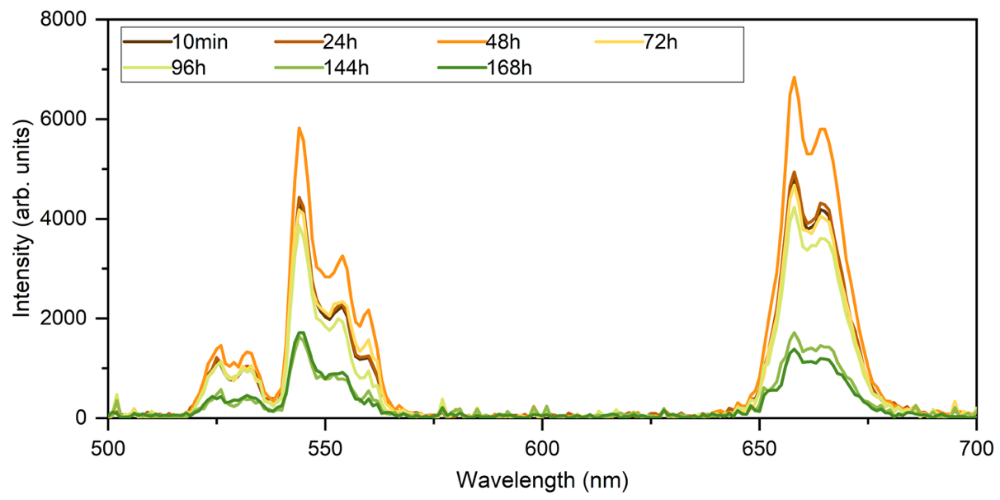 8000
10min 24h 48h 72h
96h 144h 168h
6000
4000
2000
0
Intensity (arb. units)
500 550 600 650 700
Wavelength (nm)